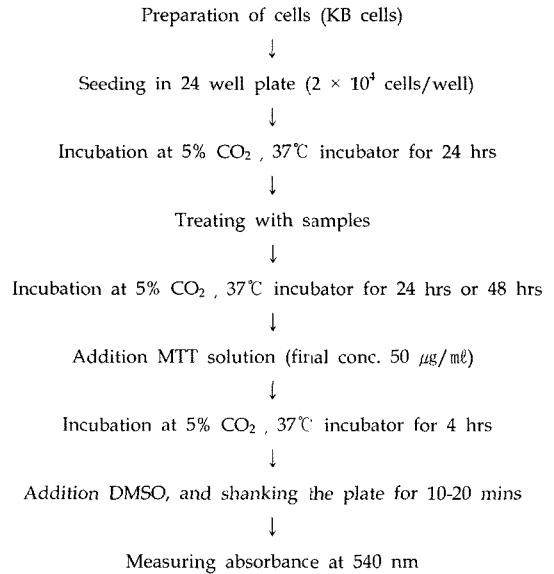 Preparation of cells (KB cells)
↓
Seeding in 24 well plate (2 × 10⁴ cells/well)
↓
Incubation at 5% CO₂ , 37℃ incubator for 24 hrs
↓
Treating with samples
↓
Incubation at 5% CO₂ , 37℃ incubator for 24 hrs or 48 hrs
↓
Addition MTT solution (final conc. 50 μg/㎖)
↓
Incubation at 5% CO₂ , 37℃ incubator for 4 hrs
↓
Addition DMSO, and shanking the plate for 10-20 mins
↓
Measuring absorbance at 540 nm